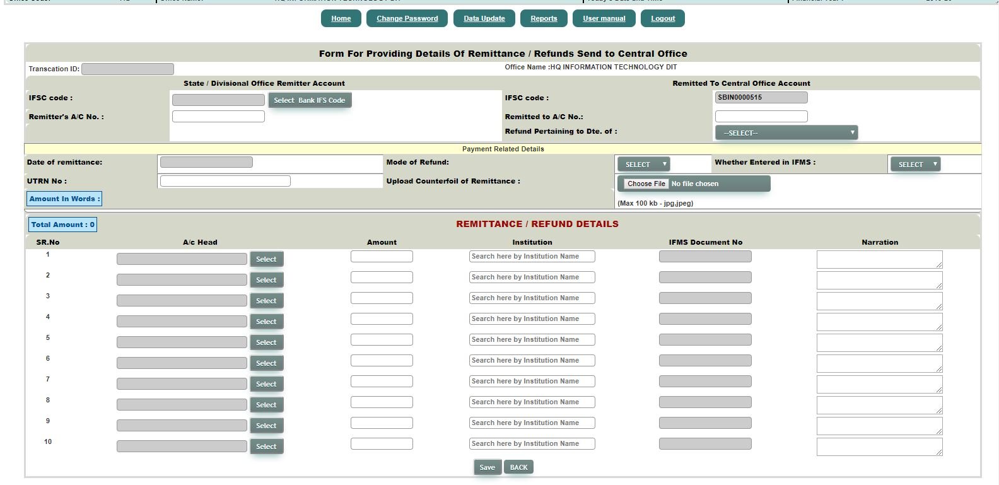 Home Change Password Data Update Reports User manual Logout
Form For Providing Details Of Remittance / Refunds Send to Central Office
Transcation ID: Office Name :HQ INFORMATION TECHNOLOGY DIT
State / Divisional Office Remitter Account Remitted To Central Office Account
IFSC code : Select Bank IFS Code IFSC code : SBIN0000515
Remitter's A/C No. : Remitted to A/C No.:
Refund Pertaining to Dte. of : --SELECT--
Payment Related Details
Date of remittance: Mode of Refund: SELECT Whether Entered in IFMS : SELECT
UTRN No : Upload Counterfoil of Remittance : Choose File No file chosen
Amount In Words : (Max 100 kb - jpg,jpeg)
Total Amount : 0 REMITTANCE / REFUND DETAILS
SR.No A/c Head Amount Institution IFMS Document No Narration
1 Select Search here by Institution Name
2 Select Search here by Institution Name
3 Select Search here by Institution Name
4 Select Search here by Institution Name
5 Select Search here by Institution Name
6 Select Search here by Institution Name
7 Select Search here by Institution Name
8 Select Search here by Institution Name
9 Select Search here by Institution Name
10 Select Search here by Institution Name
Save BACK